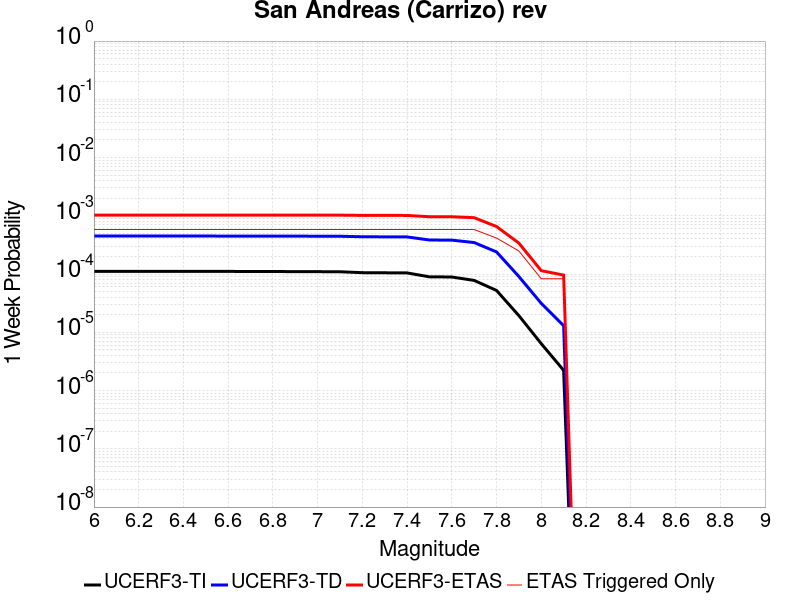 San Andreas (Carrizo) rev
10^0
10^-1
10^-2
10^-3
10^-4
10^-5
10^-6
10^-7
10^-8
1 Week Probability
6 6.2 6.4 6.6 6.8 7 7.2 7.4 7.6 7.8 8 8.2 8.4 8.6 8.8 9
Magnitude
UCERF3-TI UCERF3-TD UCERF3-ETAS ETAS Triggered Only